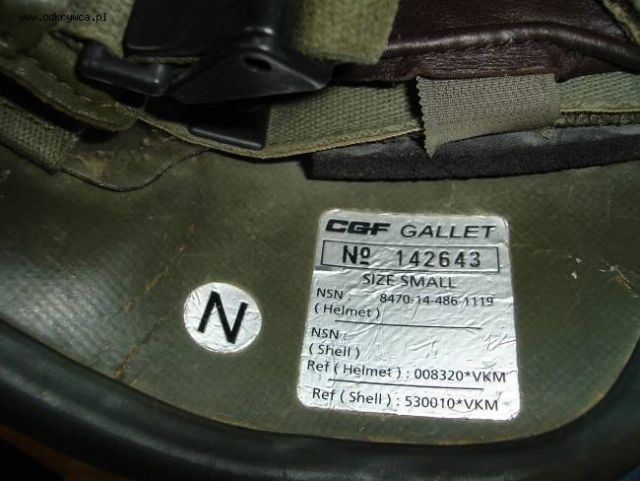 www.odkrywca.pl
CGF GALLET
Nº 142643
SIZE SMALL
NSN : 8470-14-486-1119
( Helmet )
NSN :
( Shell )
Ref ( Helmet ) : 008320*VKM
Ref ( Shell ) : 530010*VKM
N